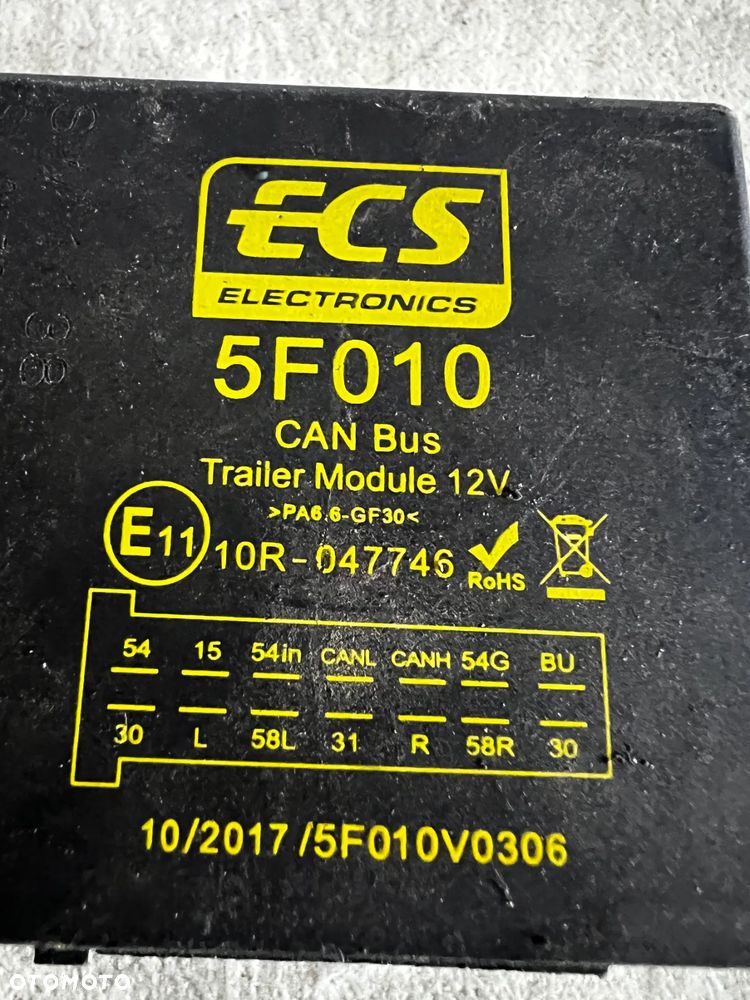 ECS
ELECTRONICS
5F010
CAN Bus
Trailer Module 12V
>PA6.6-GF30<
E11 10R-047746 RoHS
54 15 54in CANL CANH 54G BU
30 L 58L 31 R 58R 30
10/2017 /5F010V0306
OTOMOTO